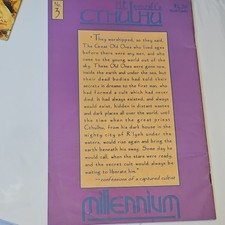 No.
3
CTHULHU
"They worshipped, so they said,
The Great Old Ones who lived ages
before there were any men, and who
came to the young world out of the
sky. Those Old Ones were gone now,
inside the earth and under the sea; but
their dead bodies had told their
secrets in dreams to the first men, who
had formed a cult which had never
died. It had always existed, and always
would exist, hidden in distant wastes
and dark places all over the world, until
the time when the great priest
Cthulhu, from his dark house in the
mighty city of R'lyeh under the
waters, would rise again and bring the
earth beneath his sway. Some day he
would call, when the stars were ready,
and the secret cult would always be
waiting to liberate him."
millennium